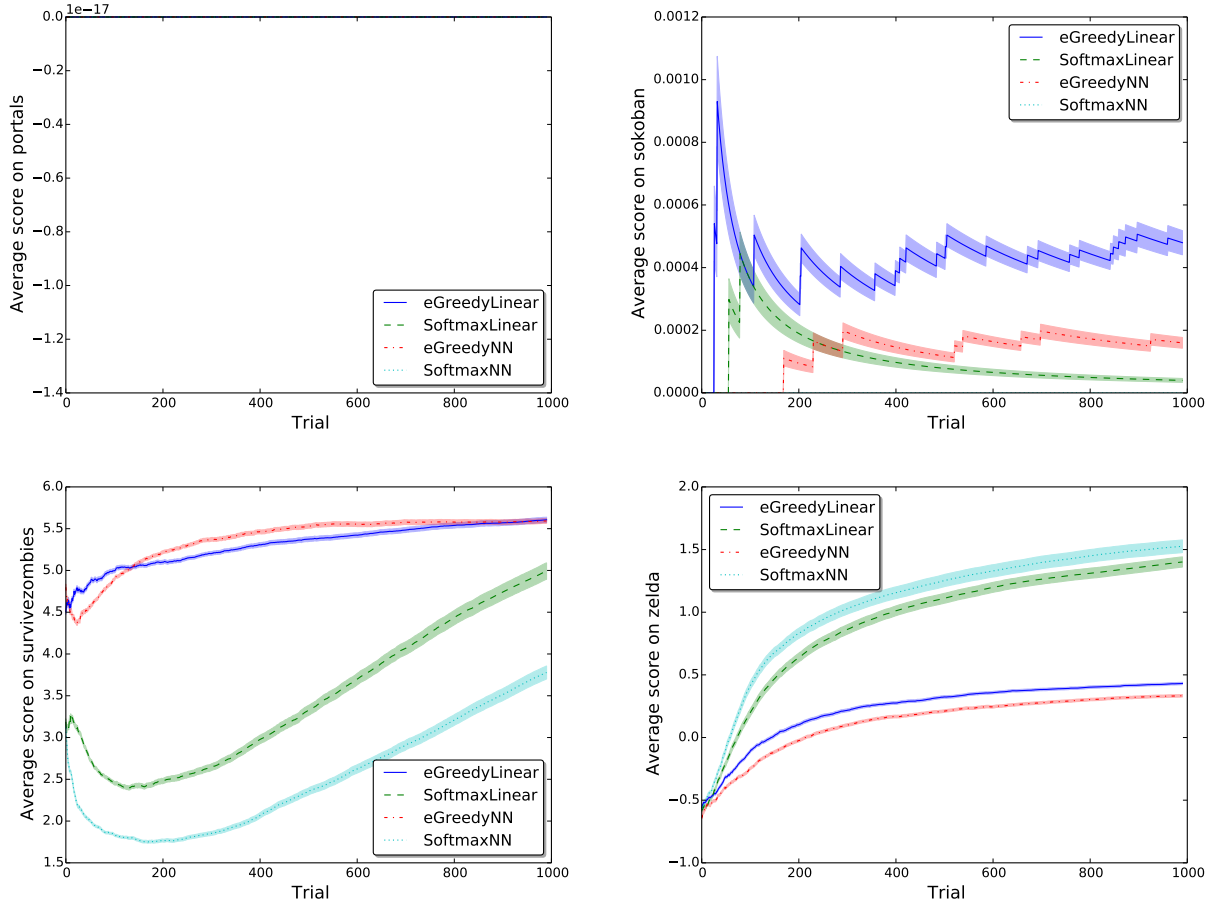 1e−17
0.0
−0.2
−0.4
−0.6
−0.8
−1.0
−1.2
−1.4
0 200 400 600 800 1000
Average score on portals
Trial
eGreedyLinear
SoftmaxLinear
eGreedyNN
SoftmaxNN
0.0012
0.0010
0.0008
0.0006
0.0004
0.0002
0.0000
0 200 400 600 800 1000
Average score on sokoban
Trial
eGreedyLinear
SoftmaxLinear
eGreedyNN
SoftmaxNN
6.0
5.5
5.0
4.5
4.0
3.5
3.0
2.5
2.0
1.5
0 200 400 600 800 1000
Average score on survivezombies
Trial
eGreedyLinear
SoftmaxLinear
eGreedyNN
SoftmaxNN
2.0
1.5
1.0
0.5
0.0
−0.5
−1.0
0 200 400 600 800 1000
Average score on zelda
Trial
eGreedyLinear
SoftmaxLinear
eGreedyNN
SoftmaxNN